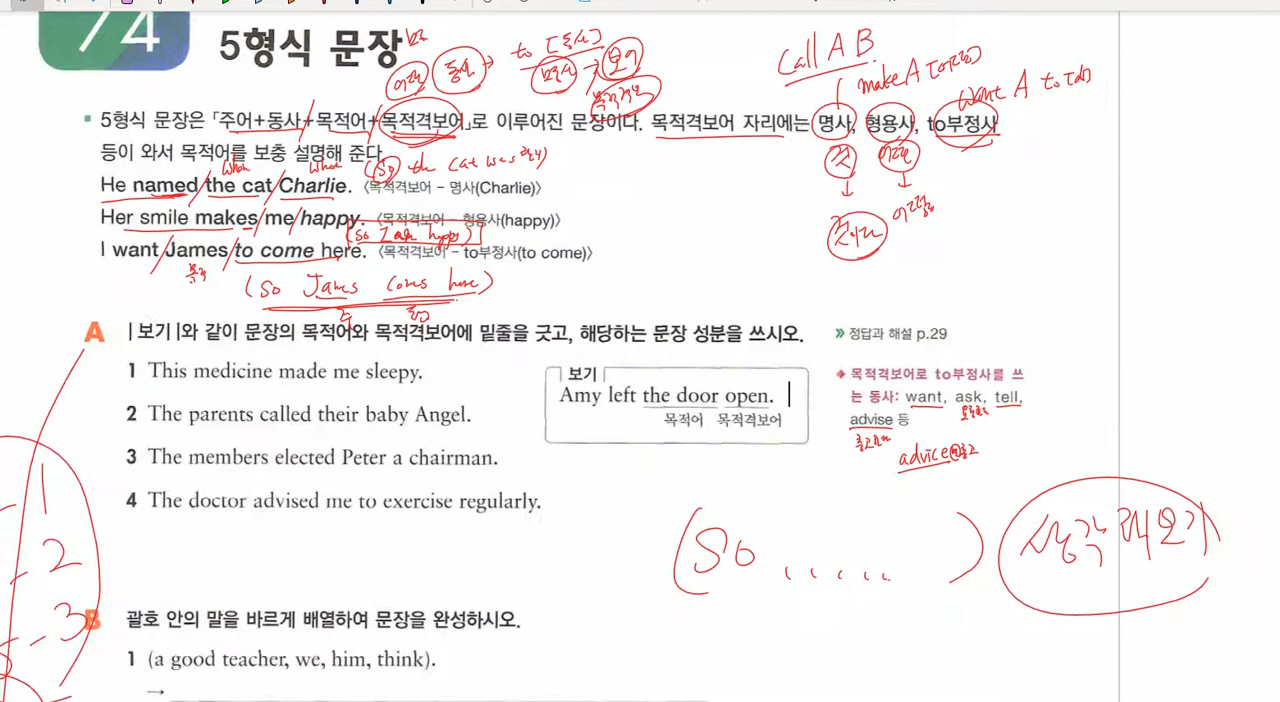 74
5형식 문장
to [동사]
call A B
make A [어떠한]
want A to [do]
• 5형식 문장은 「주어+동사+목적어+목적격보어」로 이루어진 문장이다. 목적격보어 자리에는 명사, 형용사, to부정사
등이 와서 목적어를 보충 설명해 준다.
He named the cat Charlie. 〈목적격보어 - 명사(Charlie)〉
Her smile makes me happy. 〈목적격보어 - 형용사(happy)〉
I want James to come here. 〈목적격보어 - to부정사(to come)〉
(So James comes here)
A |보기|와 같이 문장의 목적어와 목적격보어에 밑줄을 긋고, 해당하는 문장 성분을 쓰시오.
1 This medicine made me sleepy.
2 The parents called their baby Angel.
3 The members elected Peter a chairman.
4 The doctor advised me to exercise regularly.
보기
Amy left the door open.
목적어 목적격보어
» 정답과 해설 p.29
◆ 목적격보어로 to부정사를 쓰
는 동사: want, ask, tell,
advise 등
advice
(So ..... ) 생각해보기
1
2
3
B 괄호 안의 말을 바르게 배열하여 문장을 완성하시오.
1 (a good teacher, we, him, think).
→